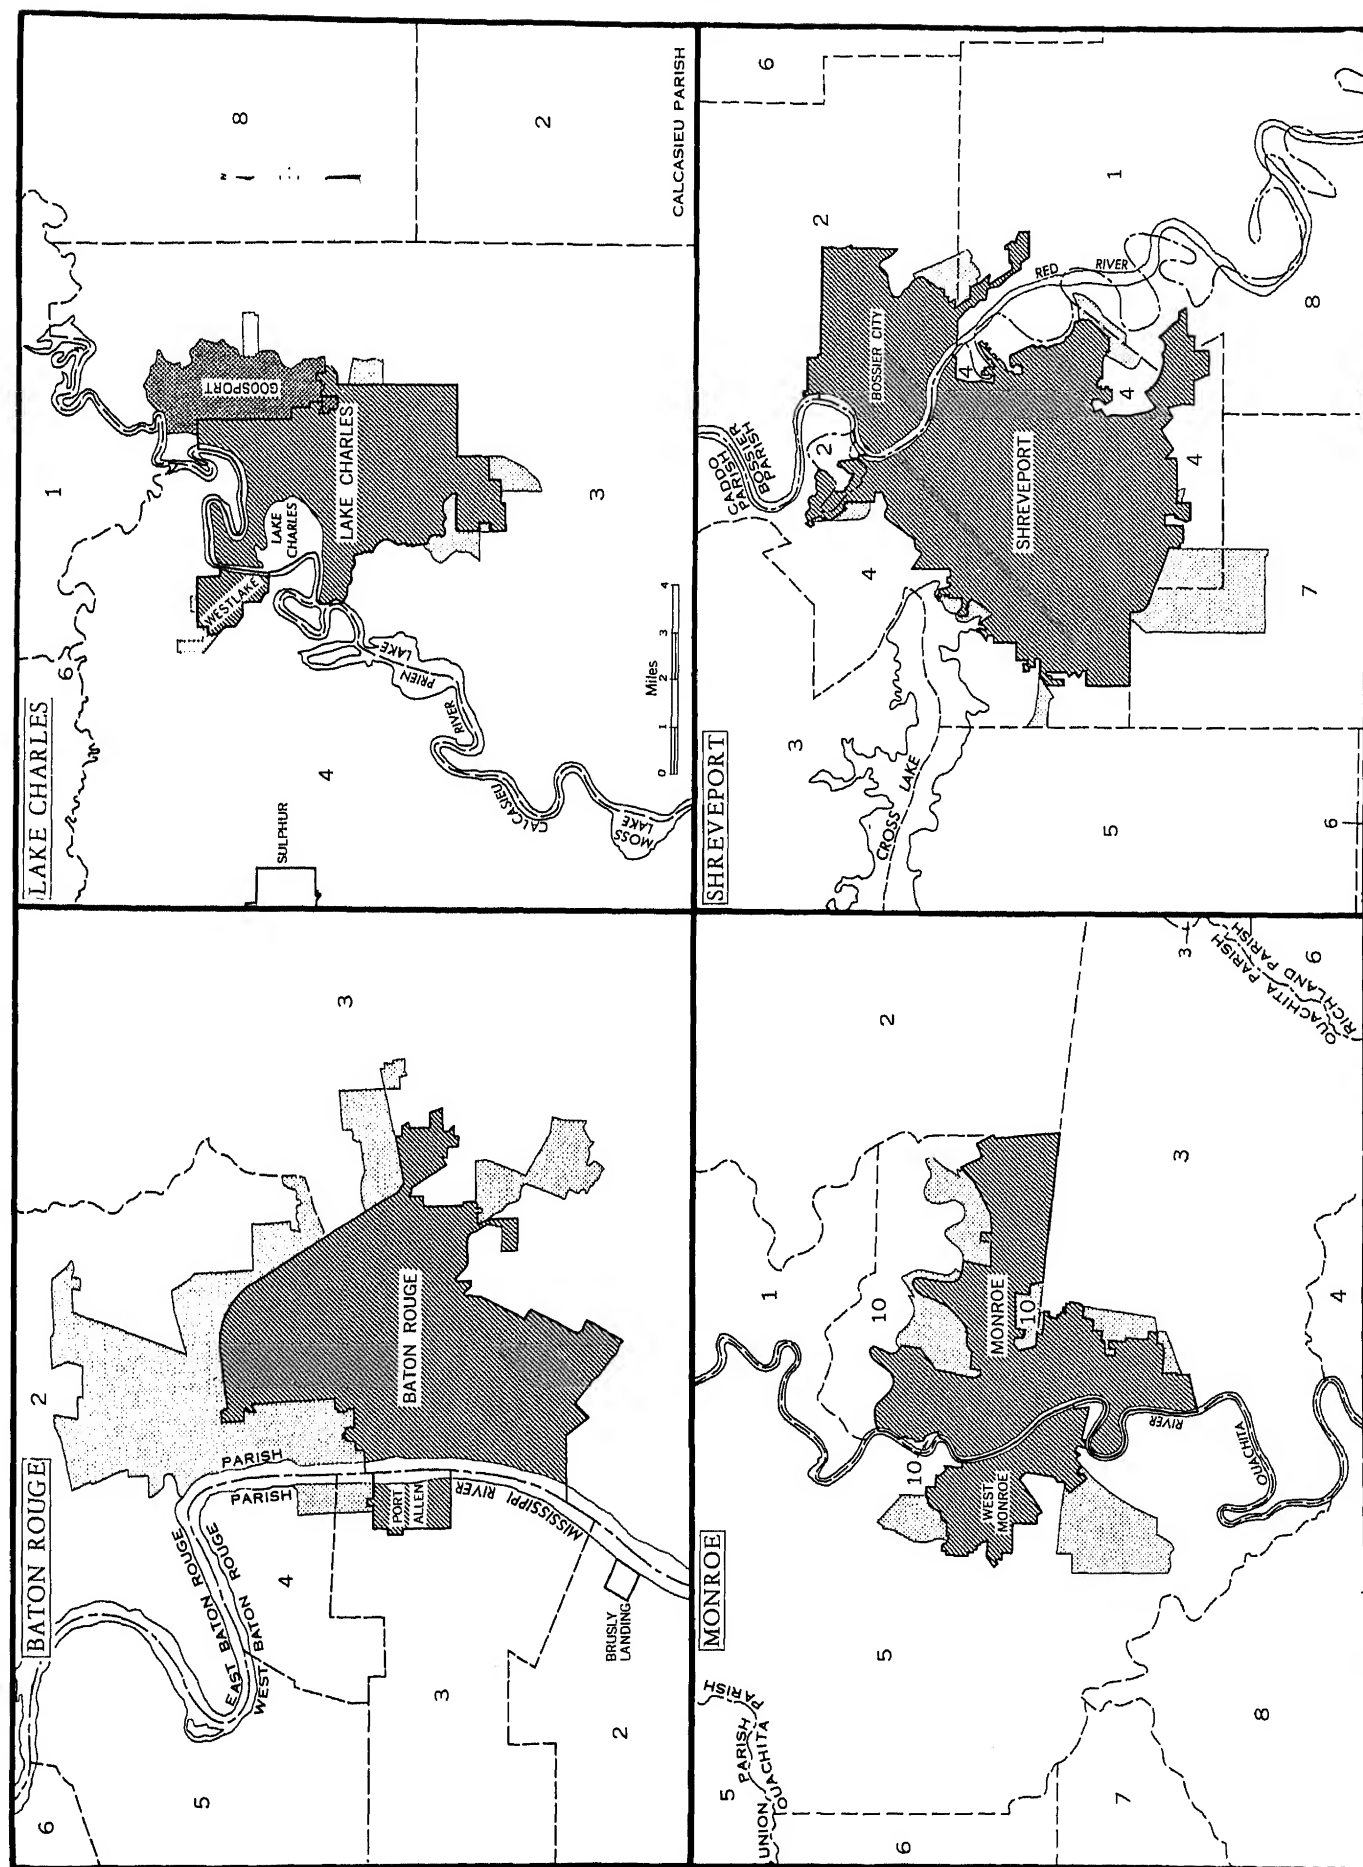 BATON ROUGE
2
3
PARISH
PARISH
EAST BATON ROUGE
WEST BATON ROUGE
BATON ROUGE
PORT
ALLEN
MISSISSIPPI
RIVER
4
5
6
3
2
BRUSLY
LANDING
LAKE CHARLES
6
1
8
2
3
4
GOOSPORT
LAKE CHARLES
LAKE
CHARLES
WESTLAKE
SULPHUR
PRIEN
LAKE
CALCASIEU
RIVER
MOSS
LAKE
Miles
0 1 2 3 4
CALCASIEU PARISH
MONROE
UNION PARISH
OUACHITA PARISH
5
6
5
7
8
1
2
3
4
10
10
10
MONROE
WEST
MONROE
OUACHITA
RIVER
3
6
OUACHITA PARISH
RICHLAND PARISH
SHREVEPORT
CADDO
PARISH
BOSSIER
PARISH
BOSSIER CITY
SHREVEPORT
RED
RIVER
CROSS
LAKE
6
2
2
1
4
4
4
4
3
5
6
7
8